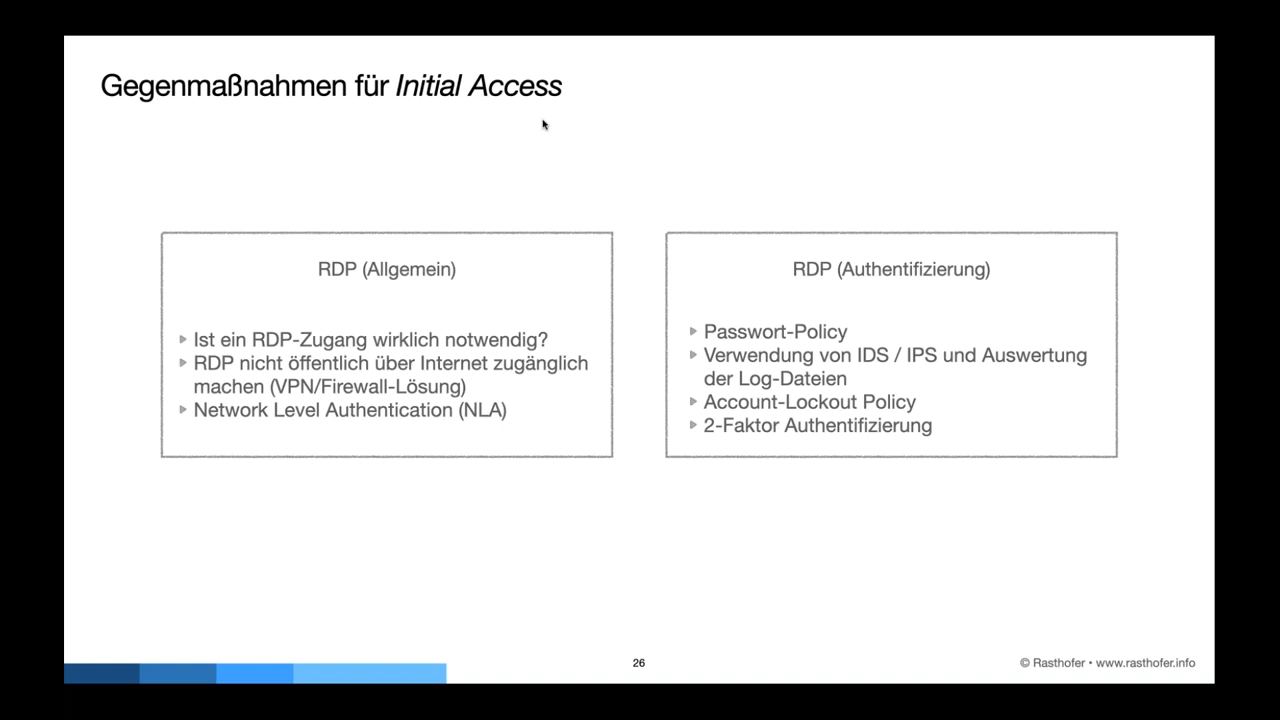 Gegenmaßnahmen für Initial Access
RDP (Allgemein)
Ist ein RDP-Zugang wirklich notwendig?
RDP nicht öffentlich über Internet zugänglich
machen (VPN/Firewall-Lösung)
Network Level Authentication (NLA)
RDP (Authentifizierung)
Passwort-Policy
Verwendung von IDS / IPS und Auswertung
der Log-Dateien
Account-Lockout Policy
2-Faktor Authentifizierung
26
© Rasthofer • www.rasthofer.info